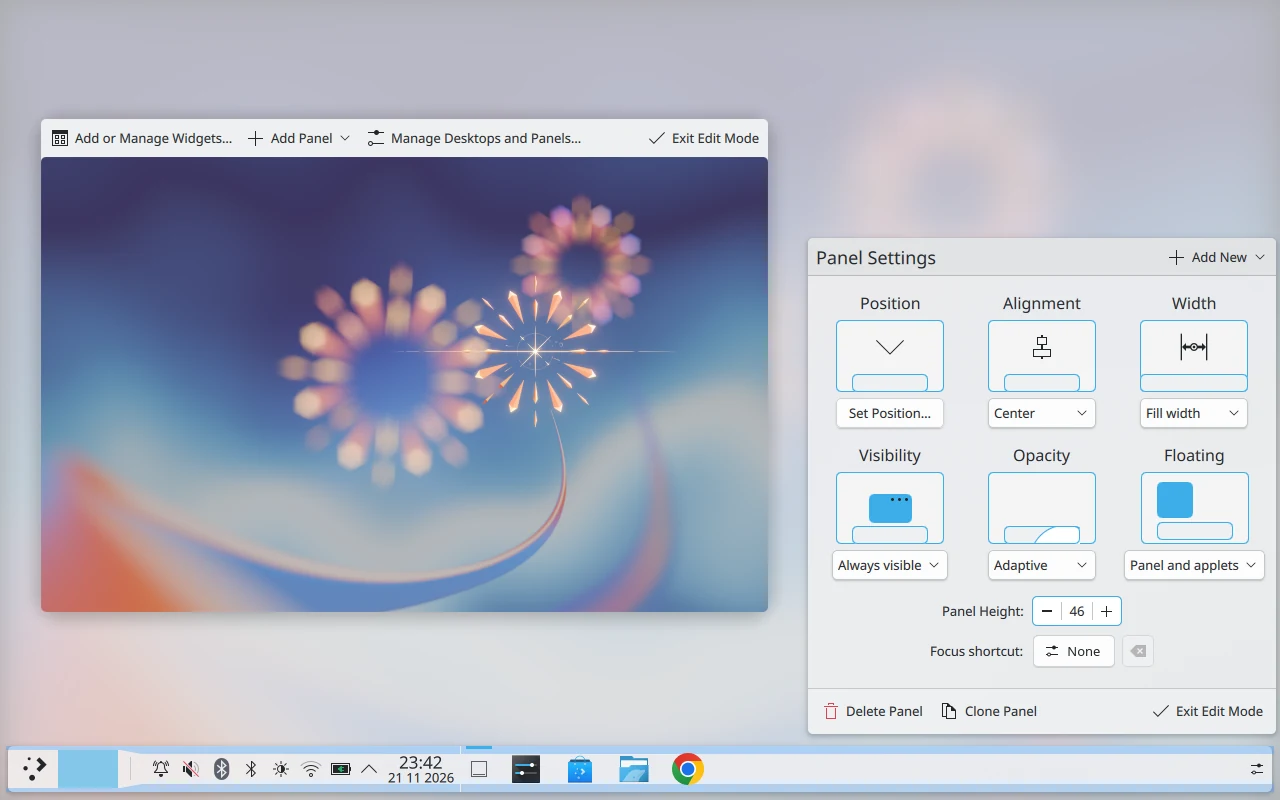 Add or Manage Widgets...
Add Panel
Manage Desktops and Panels...
Exit Edit Mode
Panel Settings
Add New
Position
Alignment
Width
Set Position...
Center
Fill width
Visibility
Opacity
Floating
Always visible
Adaptive
Panel and applets
Panel Height:
46
Focus shortcut:
None
Delete Panel
Clone Panel
Exit Edit Mode
23:42
21 11 2026